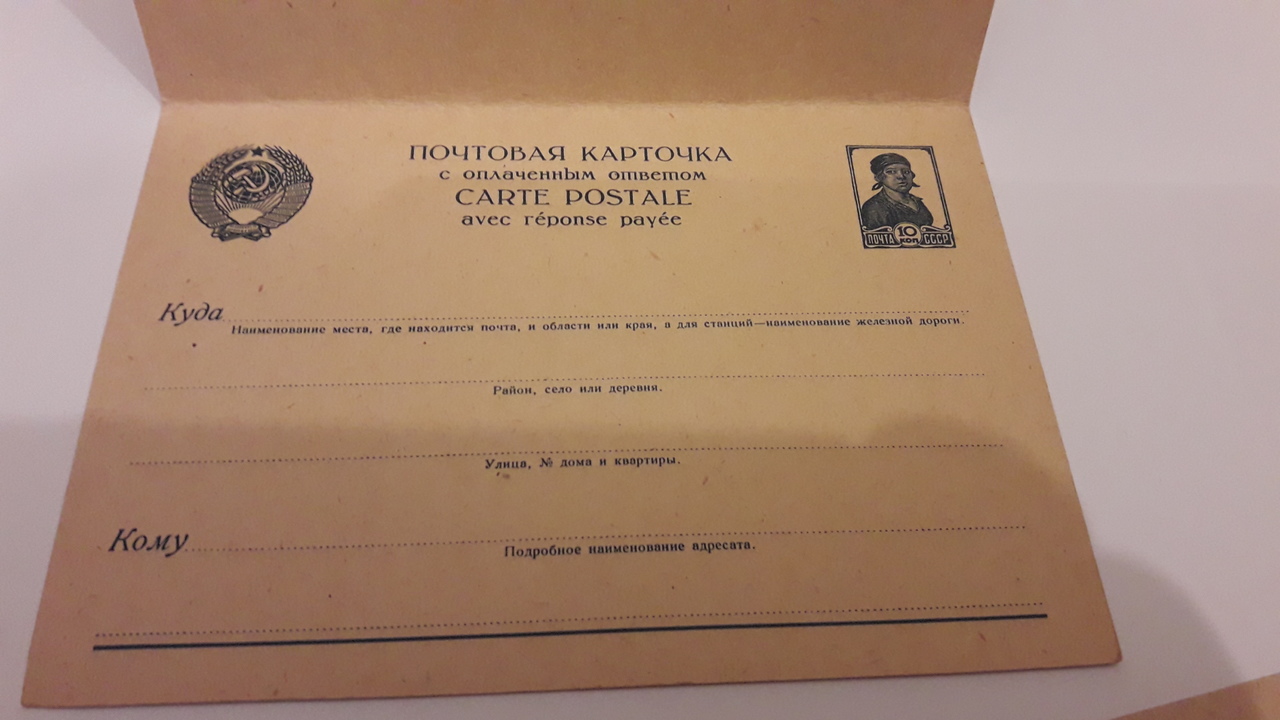 ПОЧТОВАЯ КАРТОЧКА
с оплаченным ответом
CARTE POSTALE
avec réponse payée
ПОЧТА 10 КОП СССР
Куда
Наименование места, где находится почта, и области или края, а для станций—наименование железной дороги.
Район, село или деревня.
Улица, № дома и квартиры.
Кому
Подробное наименование адресата.